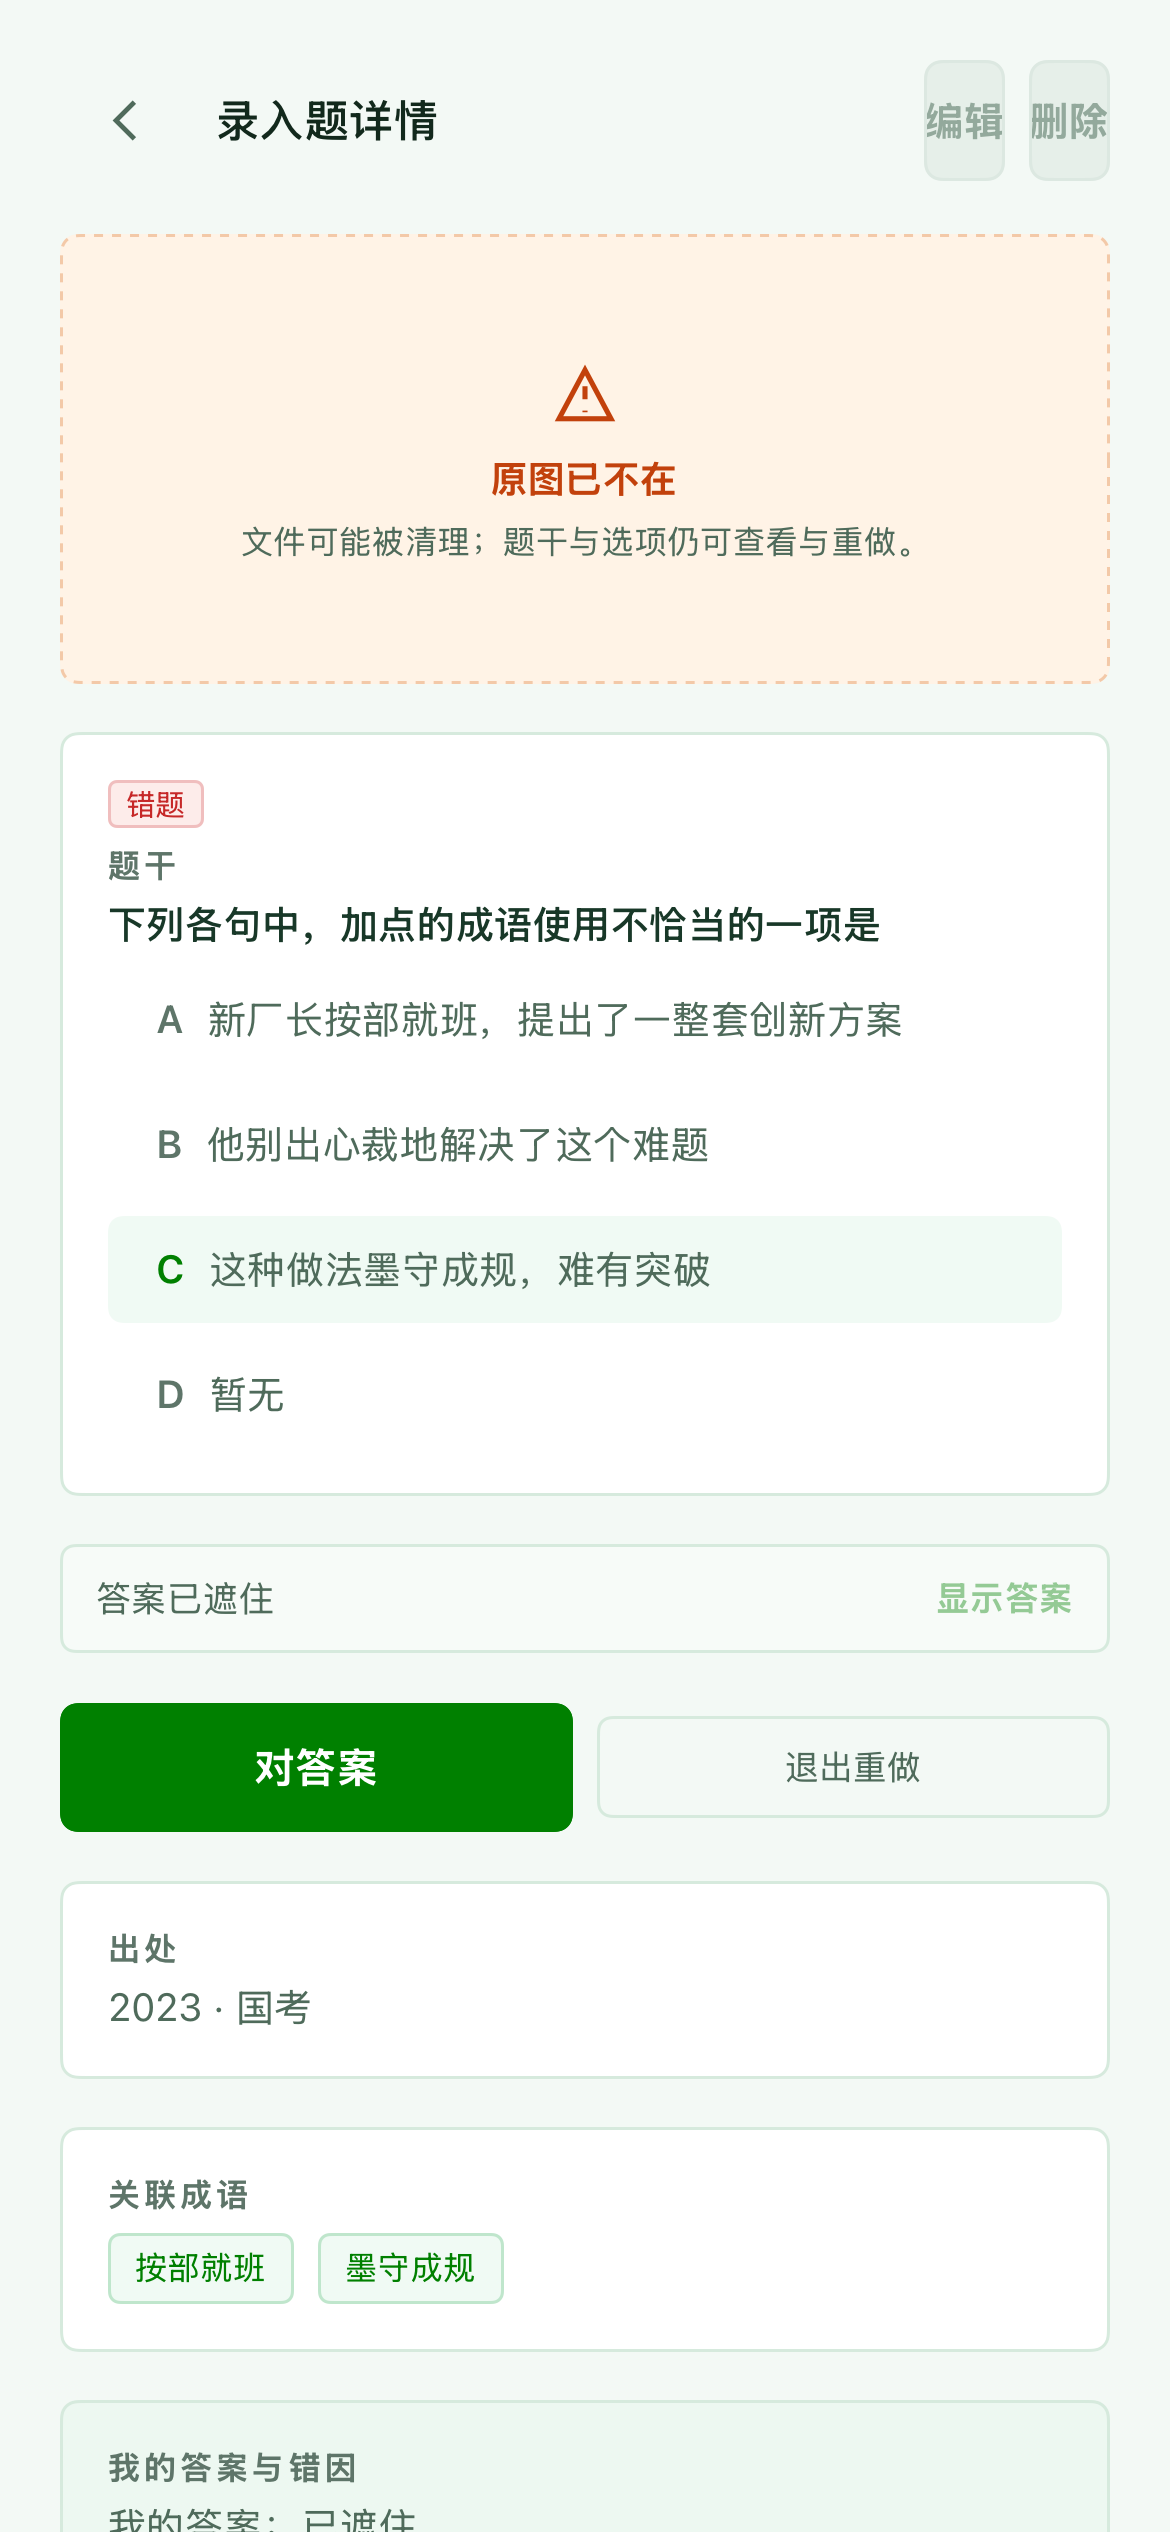 录入题详情
编辑
删除
原图已不在
文件可能被清理；题干与选项仍可查看与重做。
错题
题干
下列各句中，加点的成语使用不恰当的一项是
A 新厂长按部就班，提出了一整套创新方案
B 他别出心裁地解决了这个难题
C 这种做法墨守成规，难有突破
D 暂无
答案已遮住
显示答案
对答案
退出重做
出处
2023 · 国考
关联成语
按部就班
墨守成规
我的答案与错因
我的答案：已遮住